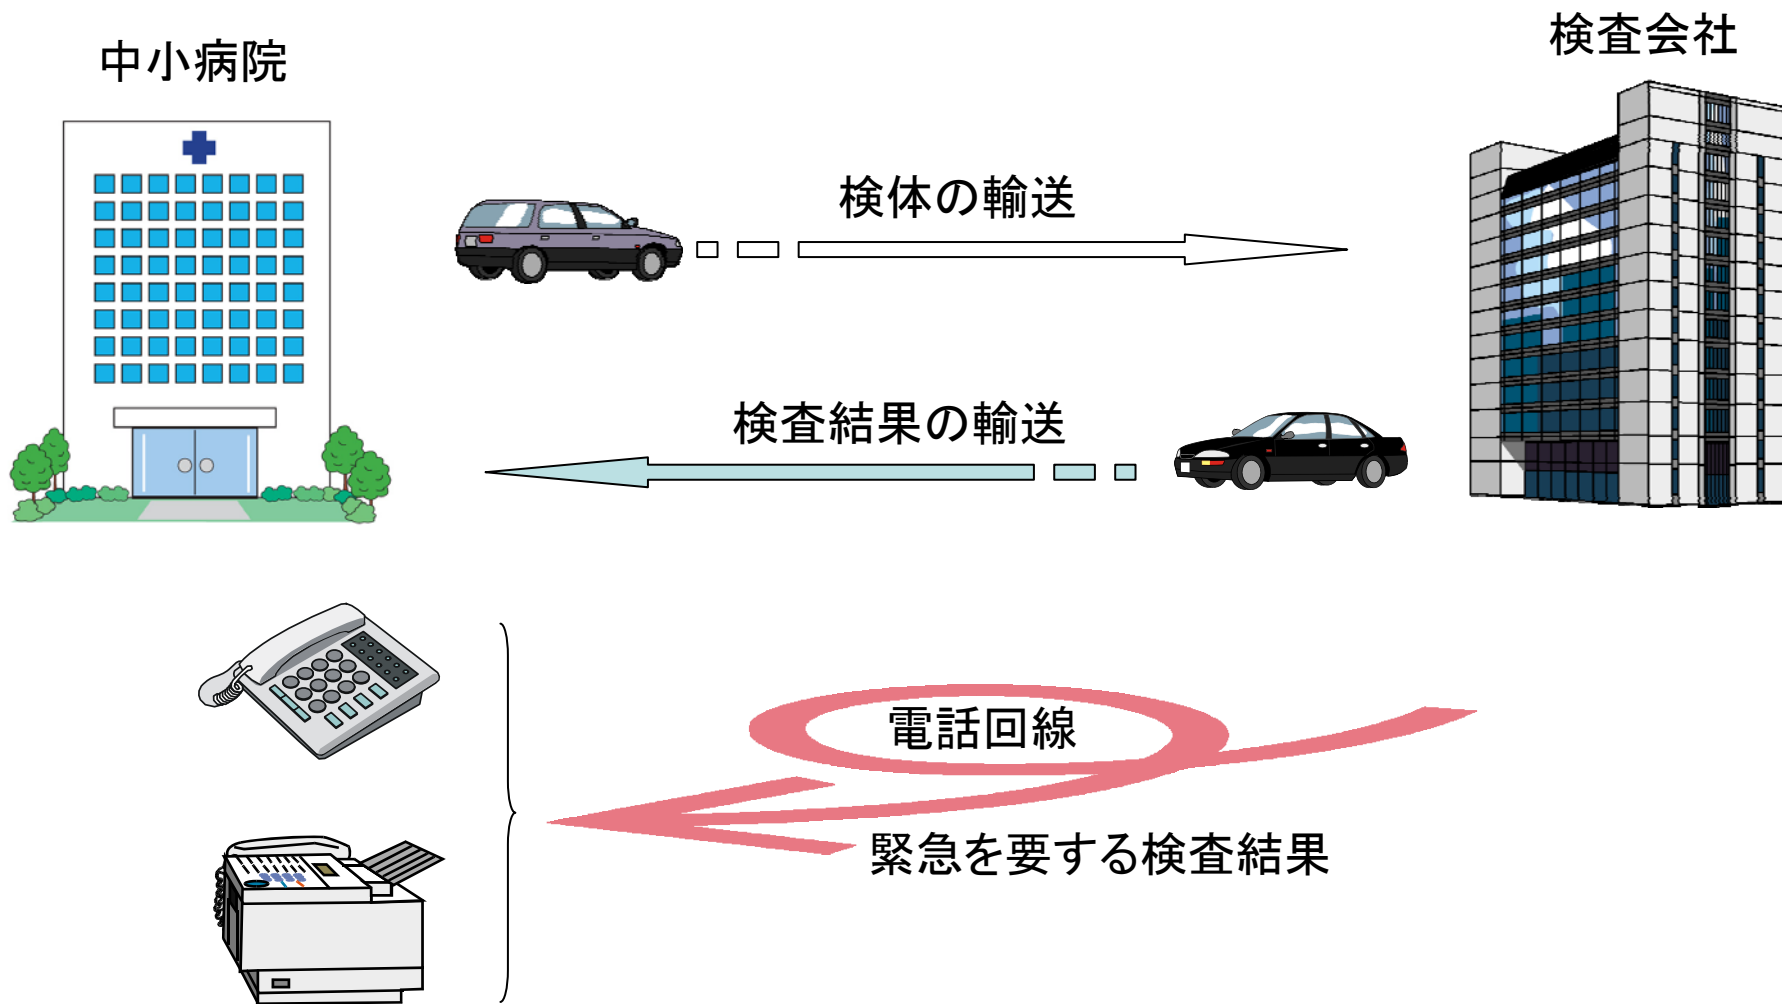 中小病院
検査会社
検体の輸送
検査結果の輸送
電話回線
緊急を要する検査結果